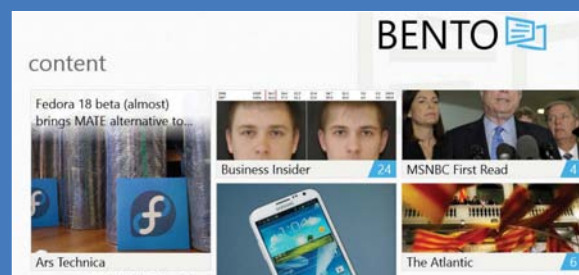 BENTO
content
Fedora 18 beta (almost)
brings MATE alternative to...
Ars Technica
Business Insider
24
MSNBC First Read
4
The Atlantic
6